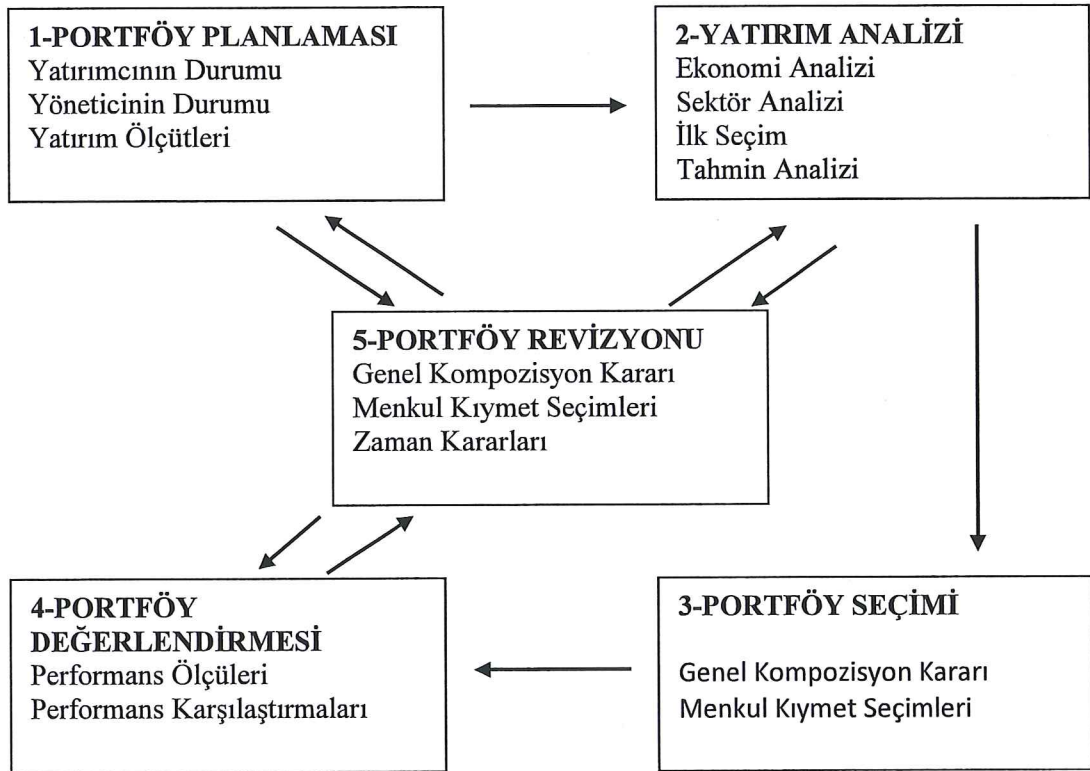 1-PORTFÖY PLANLAMASI
Yatırımcının Durumu
Yöneticinin Durumu
Yatırım Ölçütleri
2-YATIRIM ANALİZİ
Ekonomi Analizi
Sektör Analizi
İlk Seçim
Tahmin Analizi
5-PORTFÖY REVİZYONU
Genel Kompozisyon Kararı
Menkul Kıymet Seçimleri
Zaman Kararları
4-PORTFÖY
DEĞERLENDİRMESİ
Performans Ölçüleri
Performans Karşılaştırmaları
3-PORTFÖY SEÇİMİ
Genel Kompozisyon Kararı
Menkul Kıymet Seçimleri